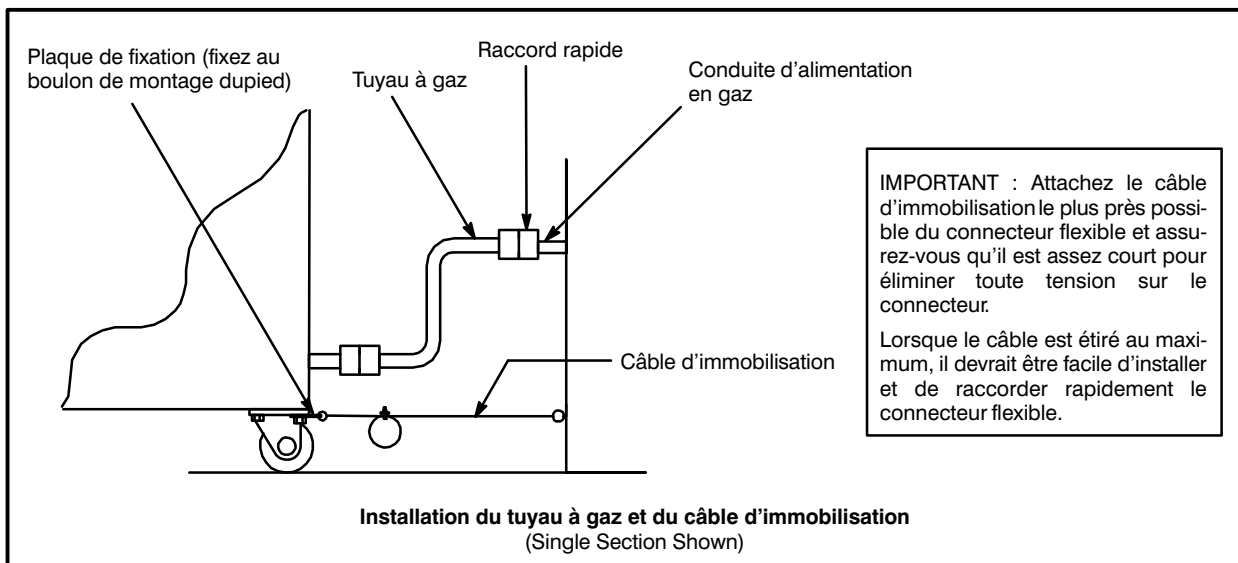 Plaque de fixation (fixez au
boulon de montage dupied)
Raccord rapide
Tuyau à gaz
Conduite d'alimentation
en gaz
Câble d'immobilisation
IMPORTANT : Attachez le câble
d'immobilisation le plus près possi-
ble du connecteur flexible et assu-
rez-vous qu'il est assez court pour
éliminer toute tension sur le
connecteur.
Lorsque le câble est étiré au maxi-
mum, il devrait être facile d'installer
et de raccorder rapidement le
connecteur flexible.
Installation du tuyau à gaz et du câble d'immobilisation
(Single Section Shown)